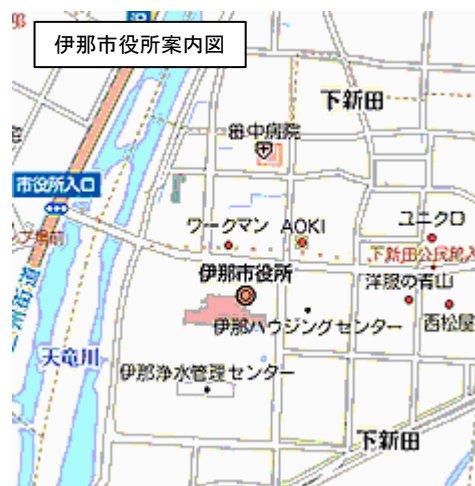 伊那市役所案内図
下新田
田中病院
市役所入口
ワークマン
AOKI
ユニクロ
下新田公民館入
伊那市役所
洋服の青山
伊那ハウジングセンター
西松屋
天竜川
伊那浄水管理センター
下新田